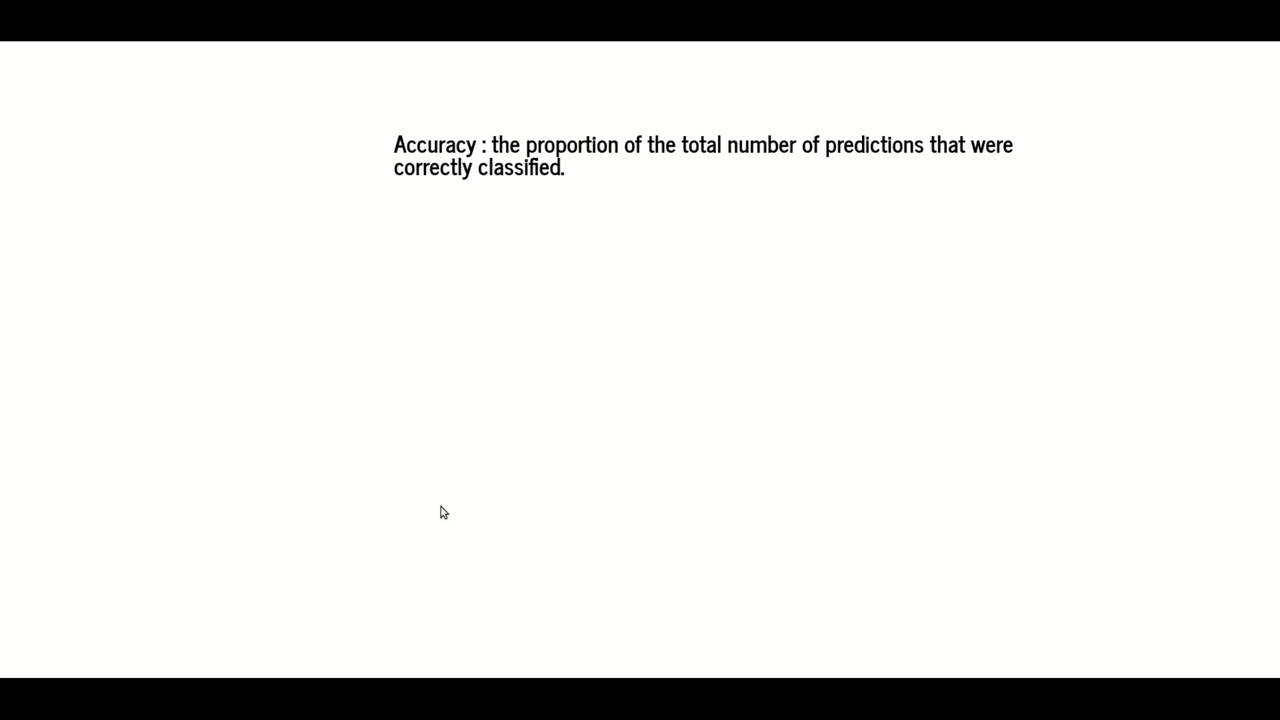 Accuracy : the proportion of the total number of predictions that were
correctly classified.